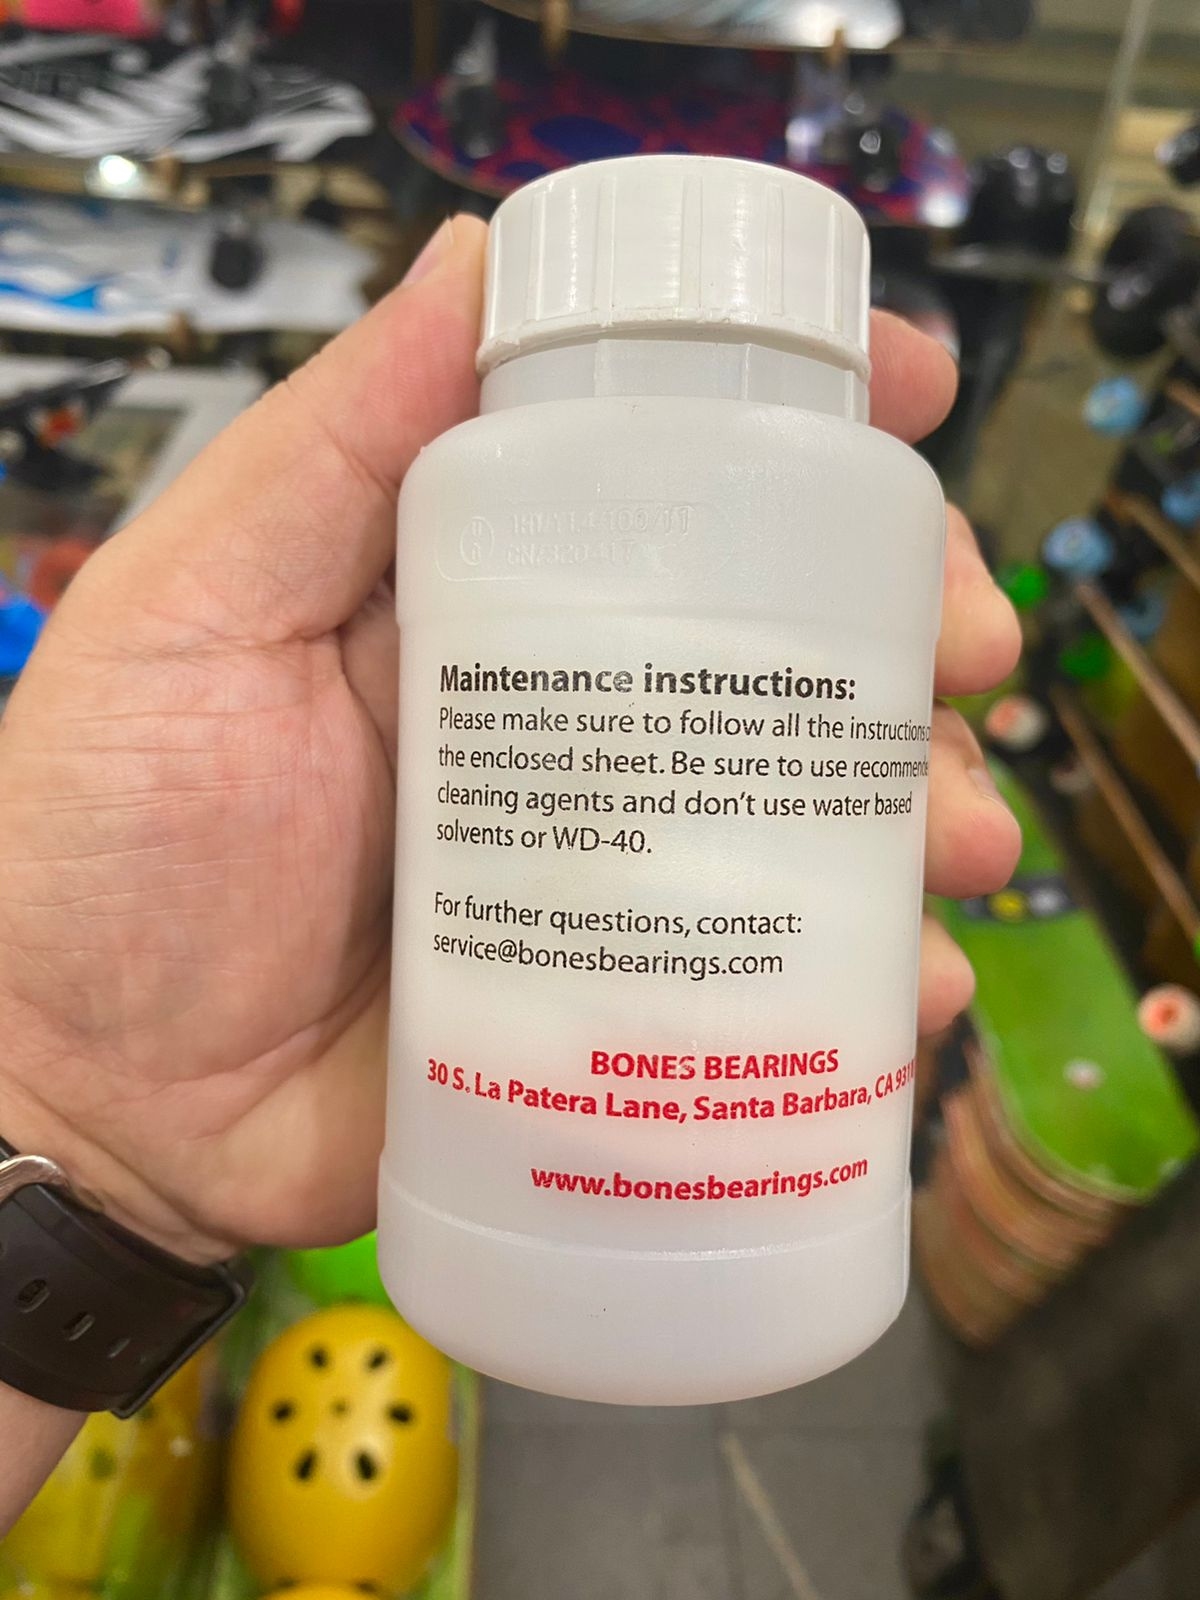 Maintenance instructions:
Please make sure to follow all the instructions
the enclosed sheet. Be sure to use
cleaning agents and don't use water based
solvents or WD-40.
For further questions, contact:
service@bonesbearings.com
BONES BEARINGS
30 S. La Patera Lane, Santa Barbara, CA
www.bonesbearings.com